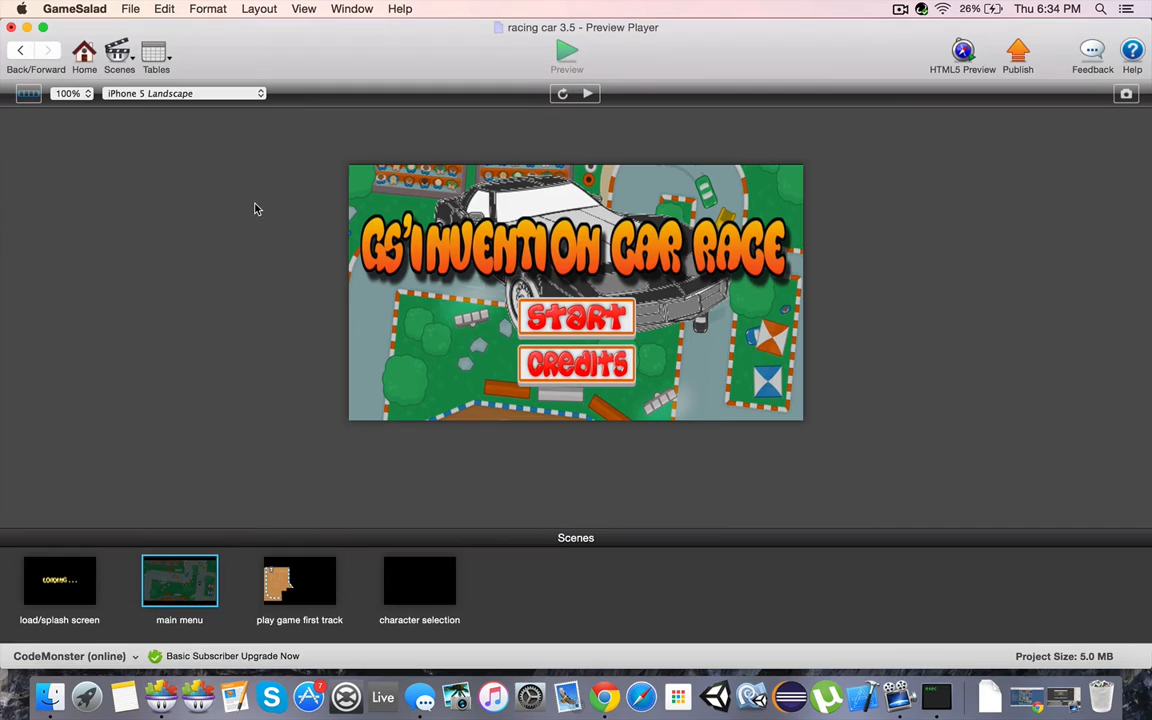 GameSalad File Edit Format Layout View Window Help 26% Thu 6:34 PM
racing car 3.5 - Preview Player
Back/Forward Home Scenes Tables Preview HTML5 Preview Publish Feedback Help
100% iPhone 5 Landscape
GS'INVENTION CAR RACE
START
CREDITS
Scenes
LOADING...
load/splash screen main menu play game first track character selection
CodeMonster (online) Basic Subscriber Upgrade Now Project Size: 5.0 MB
7 Live